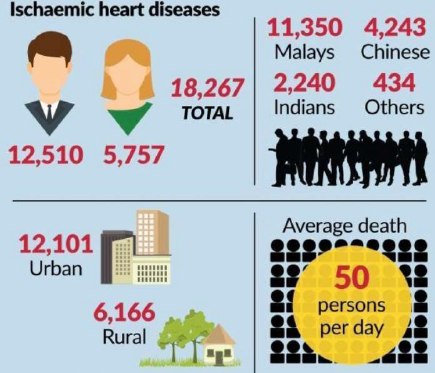 Ischaemic heart diseases
18,267
TOTAL
12,510 5,757
11,350 4,243
Malays Chinese
2,240 434
Indians Others
12,101
Urban
6,166
Rural
Average death
50
persons
per day